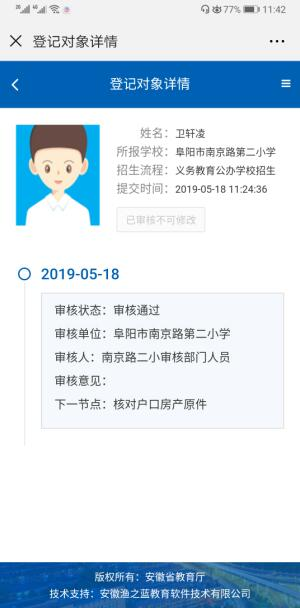 2G 4G 77% 11:42
登记对象详情
登记对象详情
姓名：卫轩凌
所报学校：阜阳市南京路第二小学
招生流程：义务教育公办学校招生
提交时间：2019-05-18 11:24:36
已审核不可修改
2019-05-18
审核状态：审核通过
审核单位：阜阳市南京路第二小学
审核人：南京路二小审核部门人员
审核意见：
下一节点：核对户口房产原件
版权所有：安徽省教育厅
技术支持：安徽渔之蓝教育软件技术有限公司